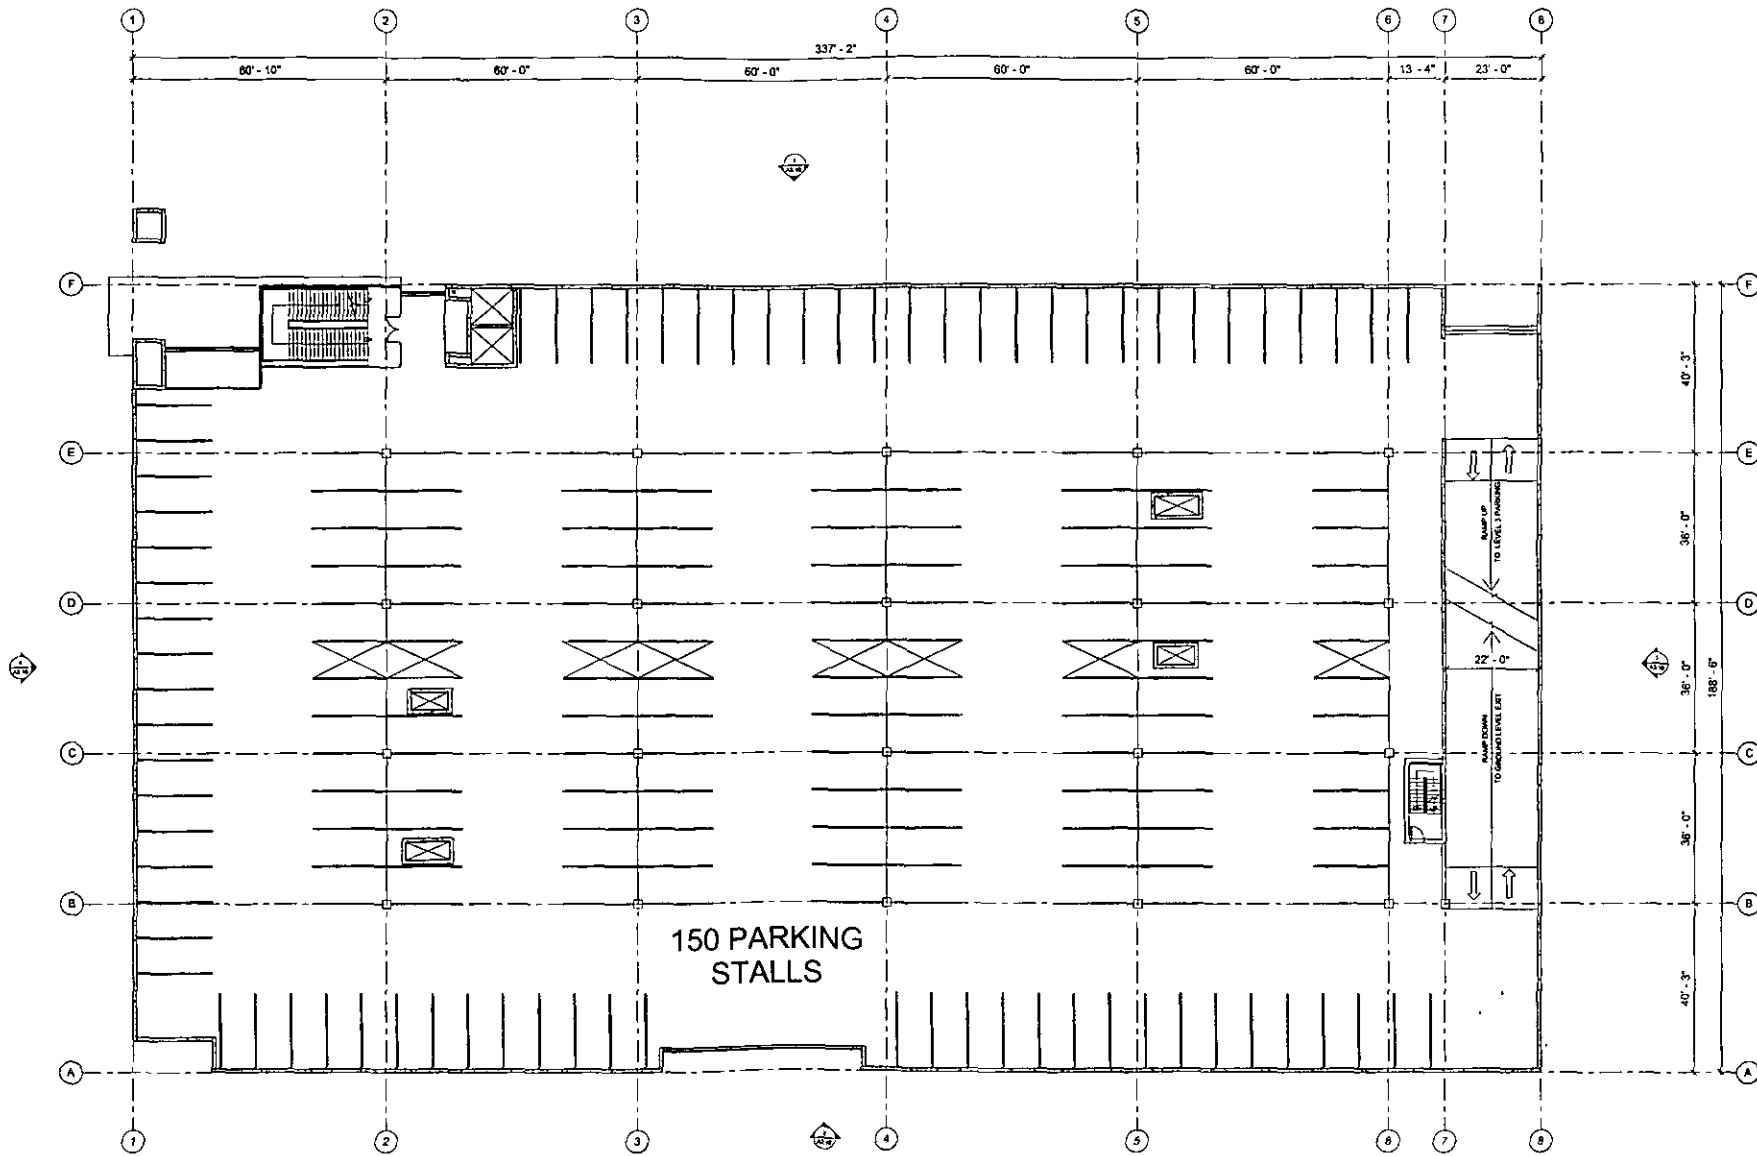 1 2 3 4 5 6 7 8
337' - 2"
60' - 10" 60' - 0" 60' - 0" 60' - 0" 60' - 0" 13' - 4" 23' - 0"
F F
40' - 3"
E E
RAMP UP
TO LEVEL 3 PARKING
36' - 0"
D D
22' - 0"
36' - 0"
188' - 6"
RAMP DOWN
TO GROUND LEVEL EXIT
C C
36' - 0"
B B
150 PARKING
STALLS
40' - 3"
A A
1 2 3 4 5 6 7 8